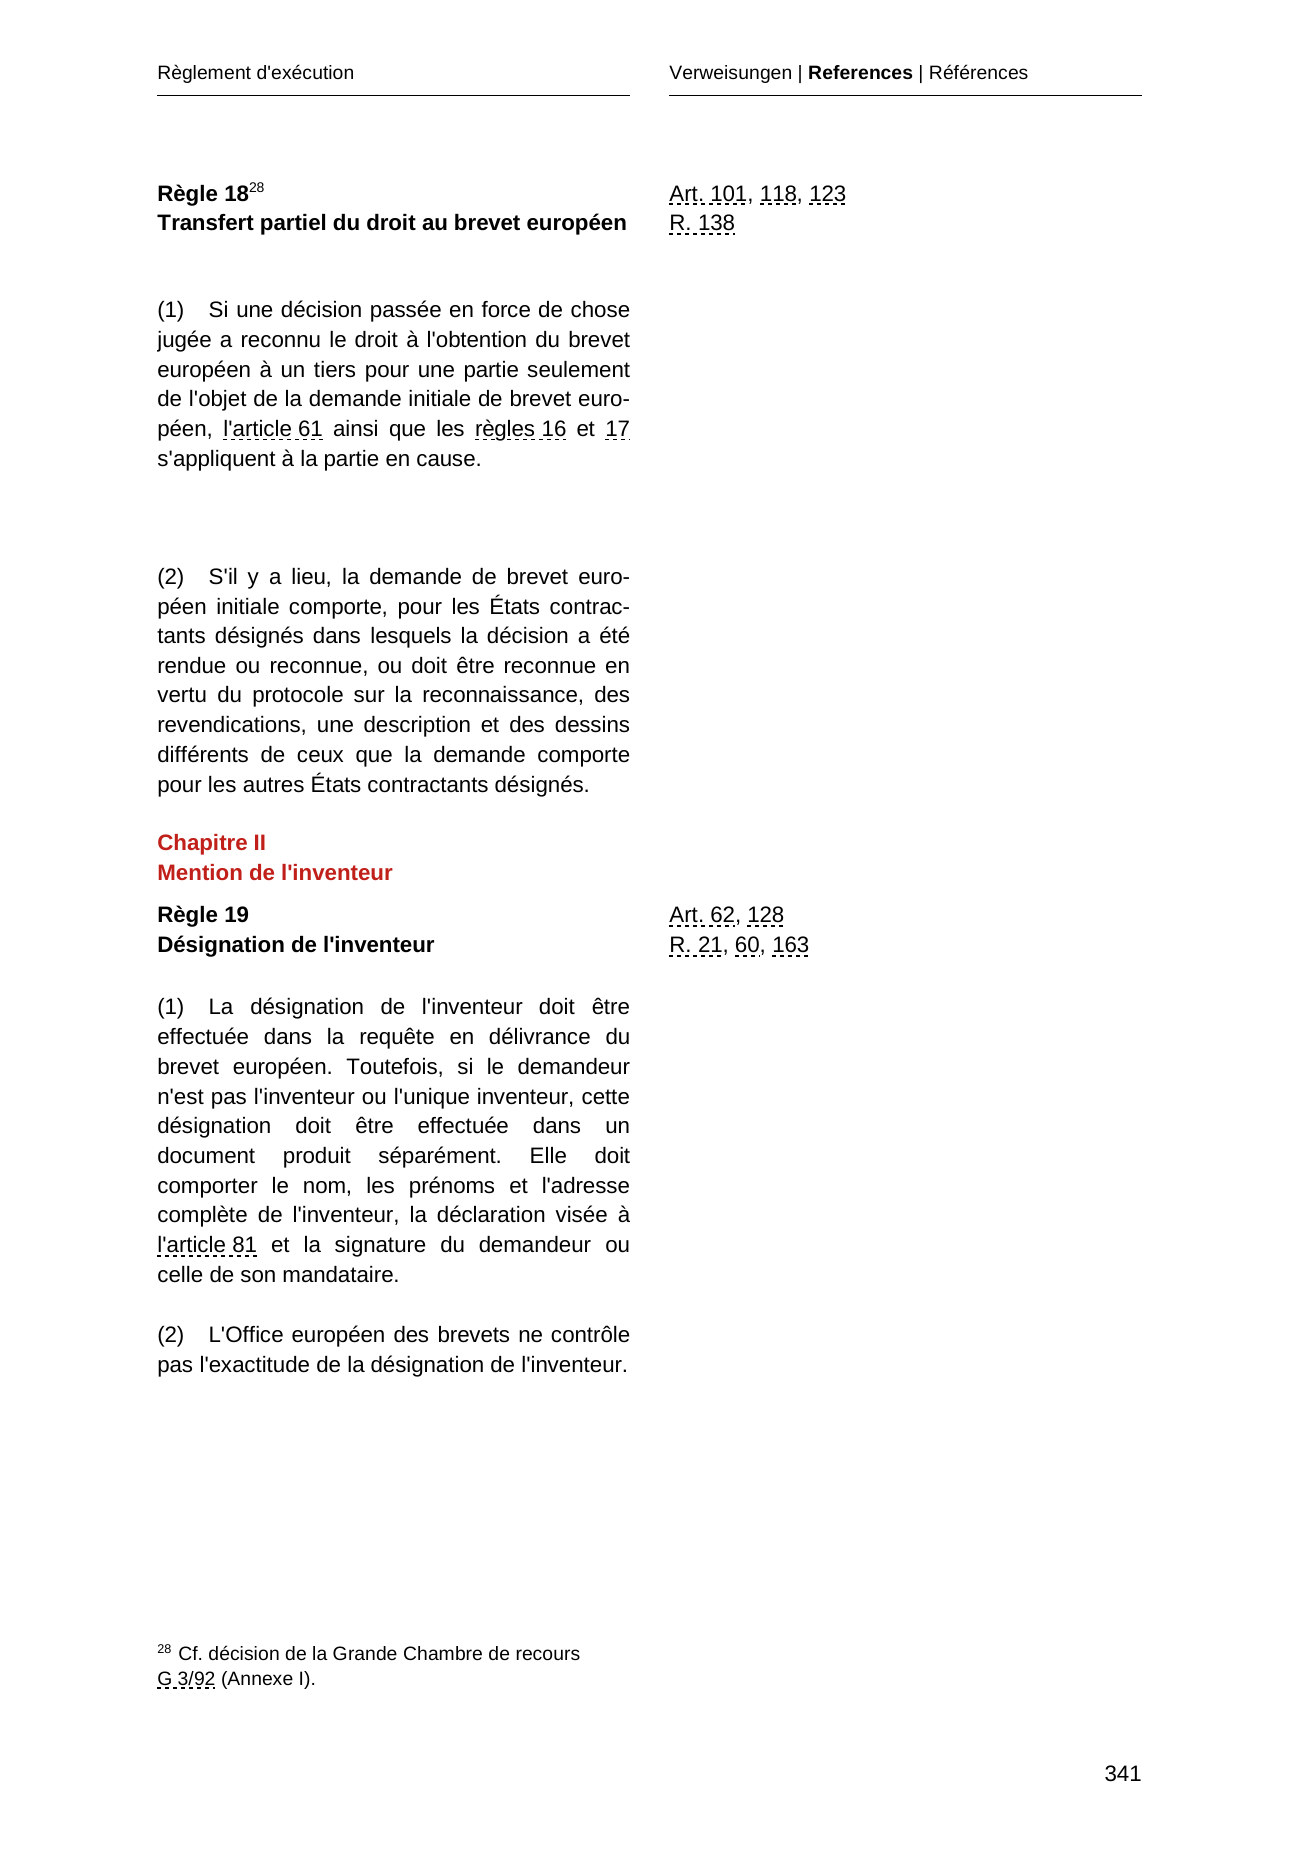 Règlement d'exécution
Verweisungen | References | Références
Règle 18²⁸
Transfert partiel du droit au brevet européen
Art. 101, 118, 123
R. 138
(1) Si une décision passée en force de chose
jugée a reconnu le droit à l'obtention du brevet
européen à un tiers pour une partie seulement
de l'objet de la demande initiale de brevet euro-
péen, l'article 61 ainsi que les règles 16 et 17
s'appliquent à la partie en cause.
(2) S'il y a lieu, la demande de brevet euro-
péen initiale comporte, pour les États contrac-
tants désignés dans lesquels la décision a été
rendue ou reconnue, ou doit être reconnue en
vertu du protocole sur la reconnaissance, des
revendications, une description et des dessins
différents de ceux que la demande comporte
pour les autres États contractants désignés.
Chapitre II
Mention de l'inventeur
Règle 19
Désignation de l'inventeur
Art. 62, 128
R. 21, 60, 163
(1) La désignation de l'inventeur doit être
effectuée dans la requête en délivrance du
brevet européen. Toutefois, si le demandeur
n'est pas l'inventeur ou l'unique inventeur, cette
désignation doit être effectuée dans un
document produit séparément. Elle doit
comporter le nom, les prénoms et l'adresse
complète de l'inventeur, la déclaration visée à
l'article 81 et la signature du demandeur ou
celle de son mandataire.
(2) L'Office européen des brevets ne contrôle
pas l'exactitude de la désignation de l'inventeur.
²⁸ Cf. décision de la Grande Chambre de recours
G 3/92 (Annexe I).
341